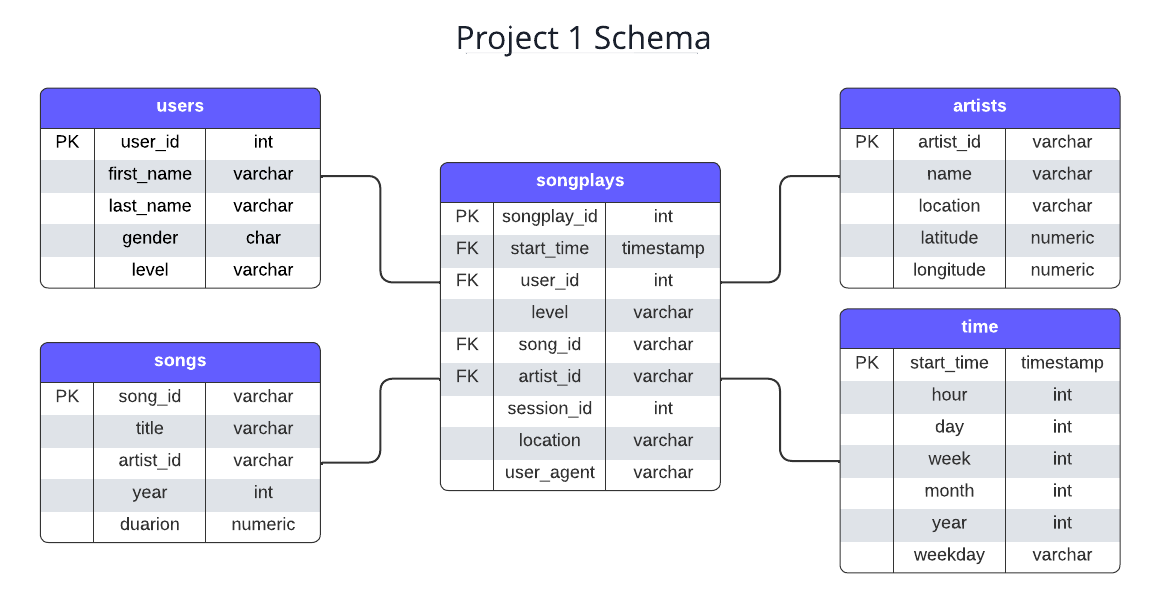 Project 1 Schema
users
PK user_id int
first_name varchar
last_name varchar
gender char
level varchar
songs
PK song_id varchar
title varchar
artist_id varchar
year int
duarion numeric
songplays
PK songplay_id int
FK start_time timestamp
FK user_id int
level varchar
FK song_id varchar
FK artist_id varchar
session_id int
location varchar
user_agent varchar
artists
PK artist_id varchar
name varchar
location varchar
latitude numeric
longitude numeric
time
PK start_time timestamp
hour int
day int
week int
month int
year int
weekday varchar